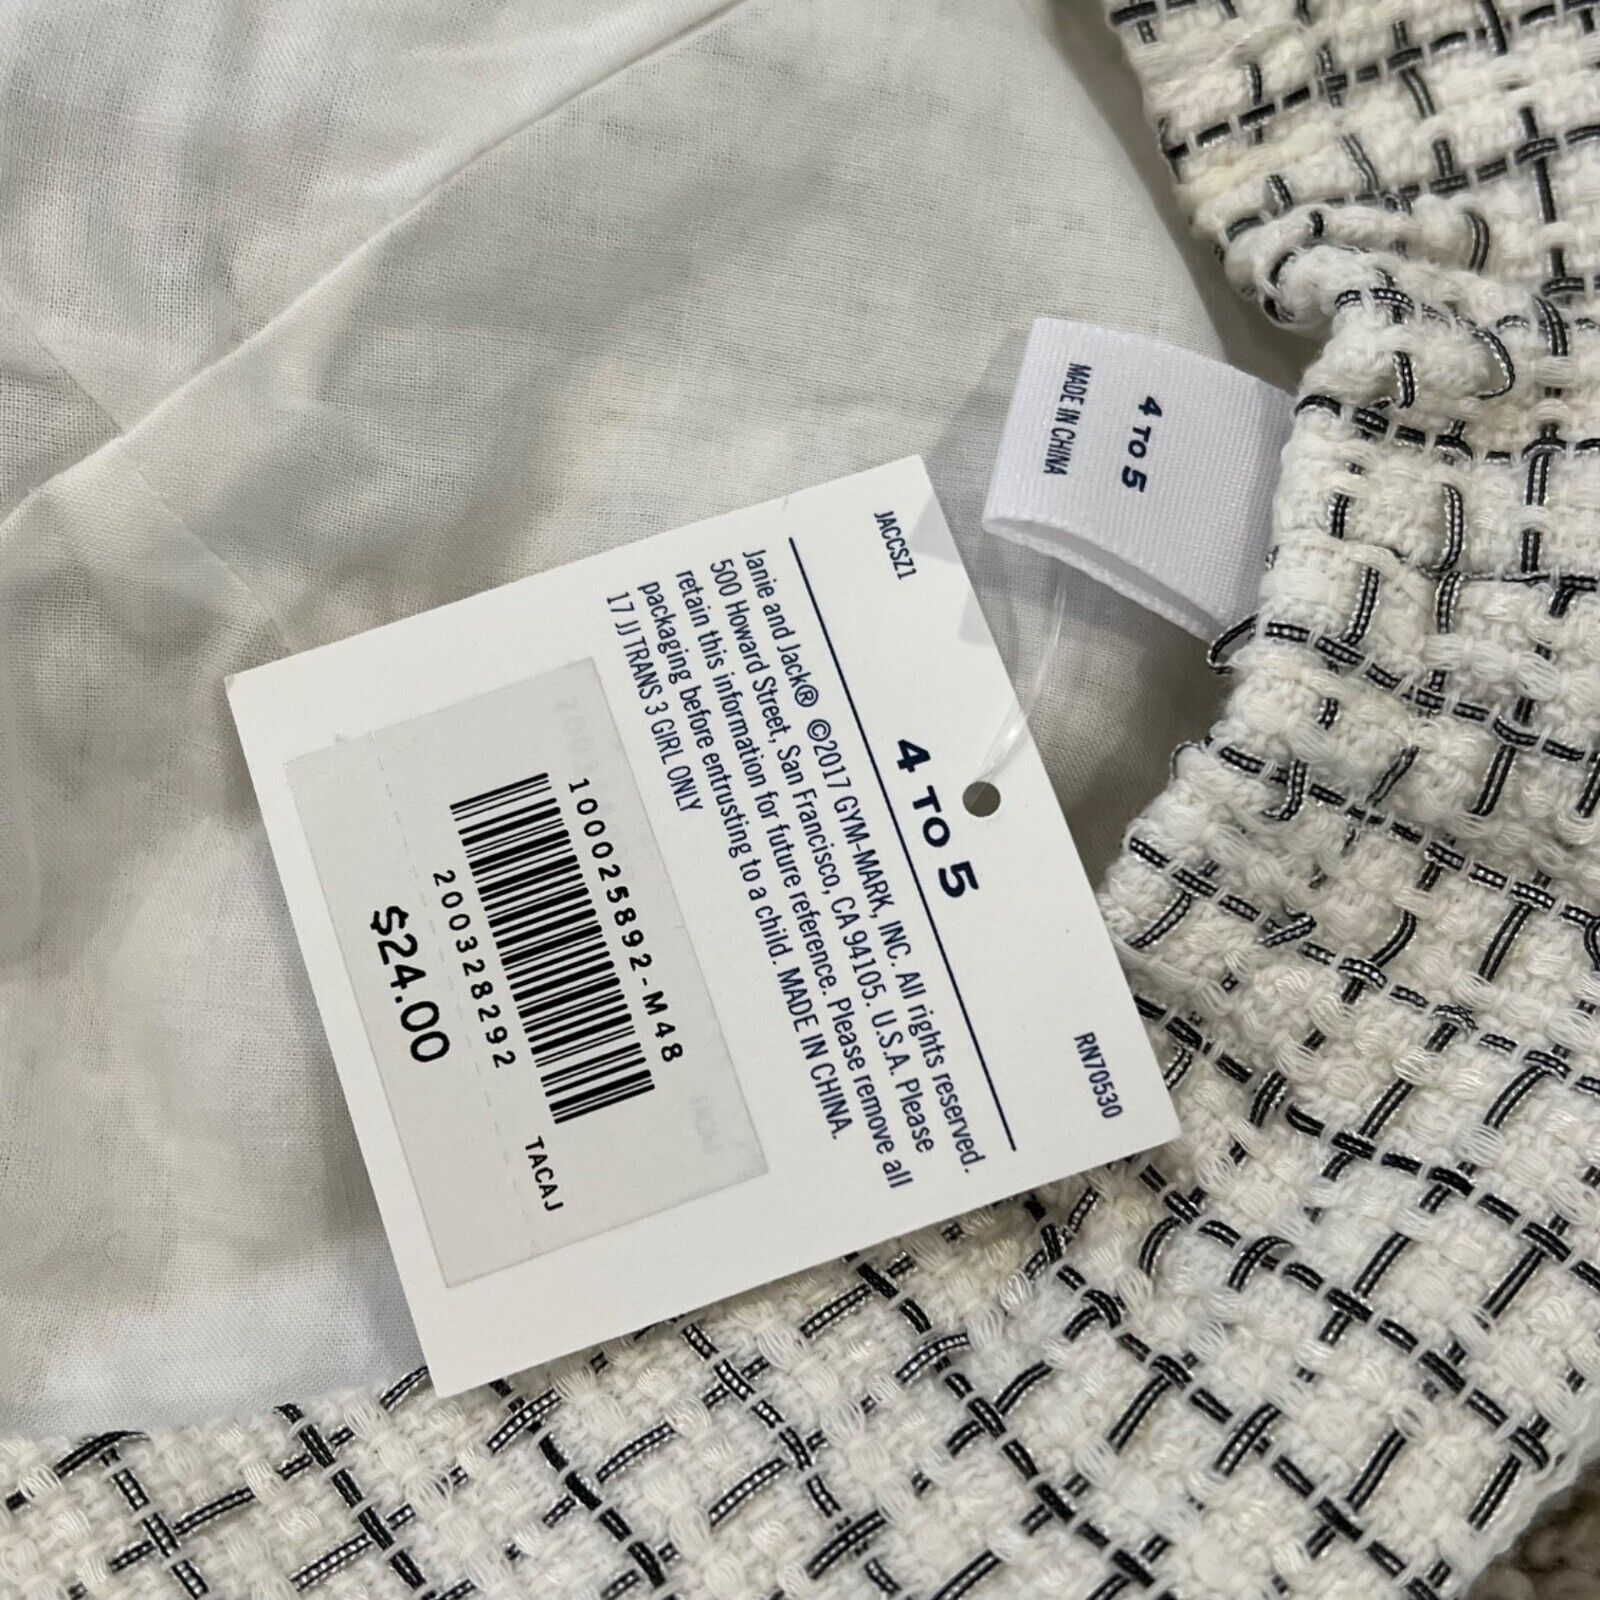 4 TO 5
MADE IN CHINA
JACCSZ1
RN70530
4 TO 5
Janie and Jack® ©2017 GYM-MARK, INC. All rights reserved.
500 Howard Street, San Francisco, CA 94105. U.S.A. Please
retain this information for future reference. Please remove all
packaging before entrusting to a child. MADE IN CHINA.
17 JJ TRANS 3 GIRL ONLY
100025892-M48
TACAJ
200328292
$24.00